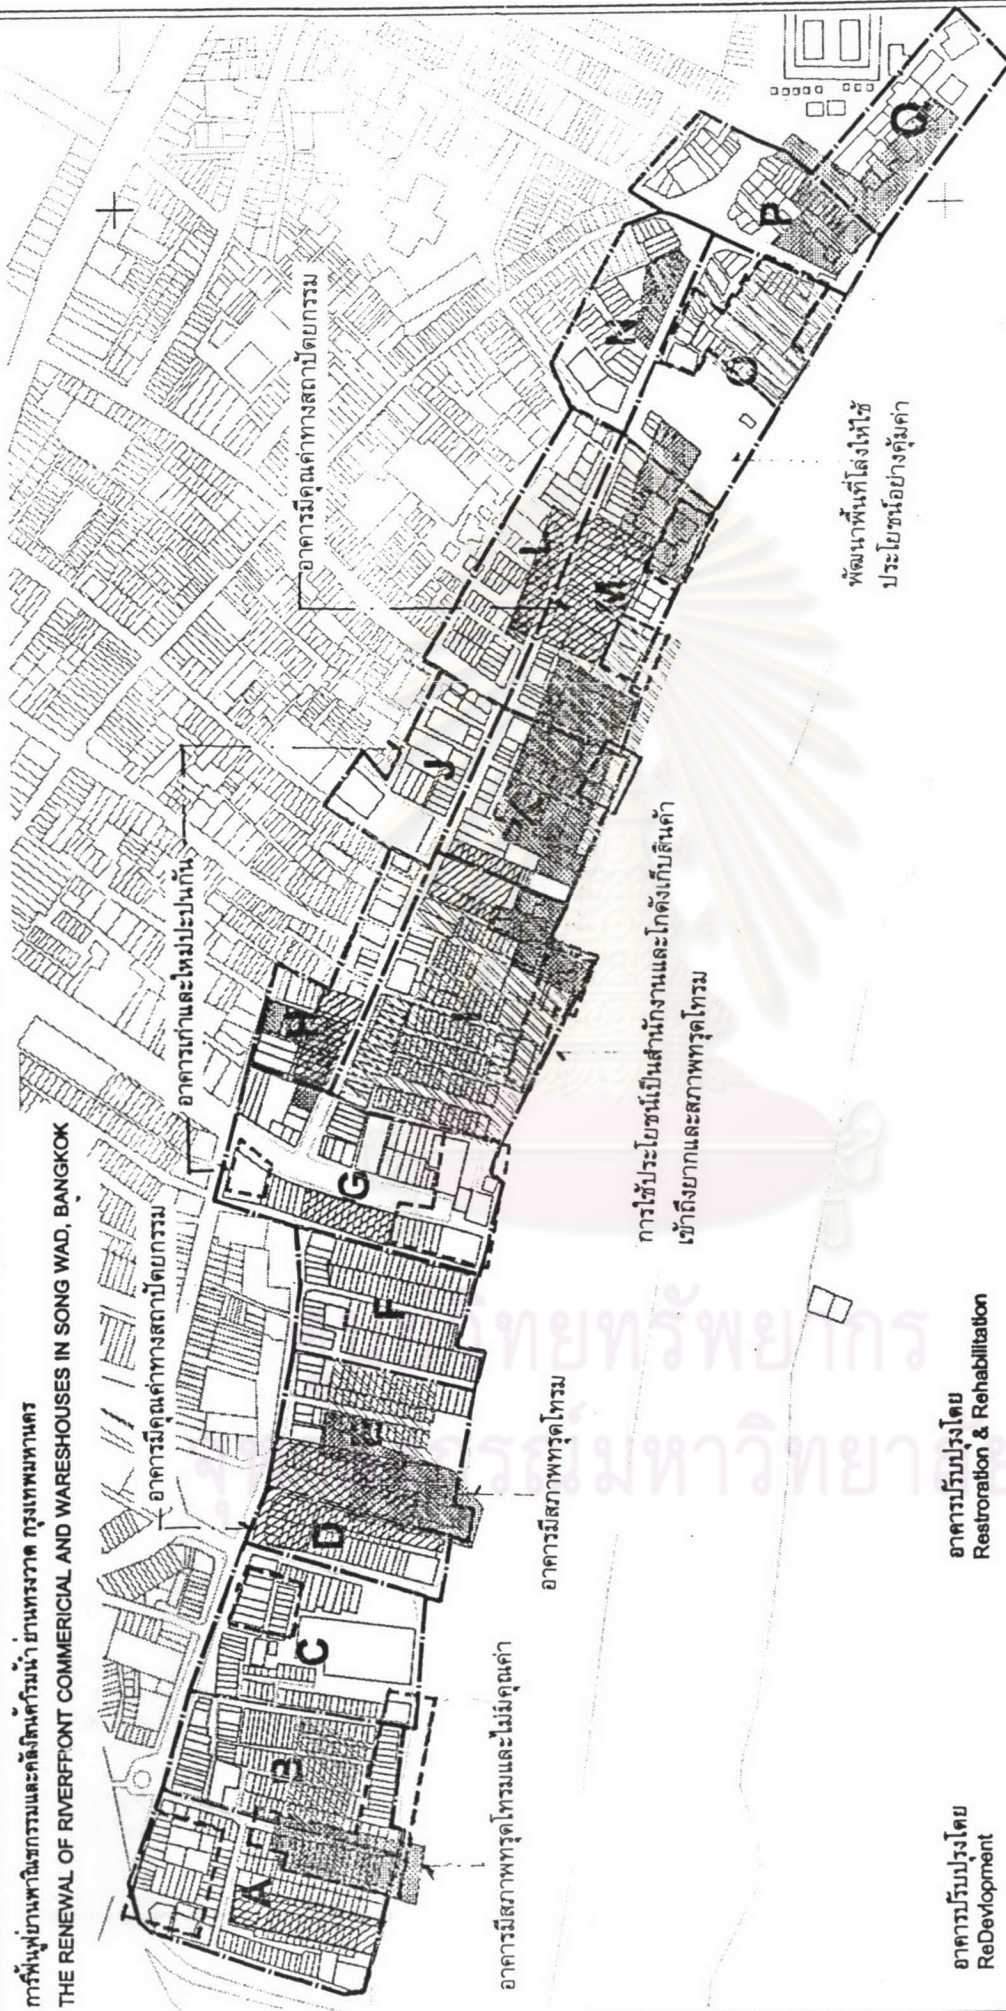 การฟื้นฟูย่านพาณิชกรรมและคลังสินค้าริมน้ำ ย่านทรงวาด กรุงเทพมหานคร
THE RENEWAL OF RIVERFRONT COMMERICIAL AND WARESHOUSES IN SONG WAD, BANGKOK
อาคารมีคุณค่าทางสถาปัตยกรรม
อาคารเก่าและใหม่ปะปนกัน
อาคารมีคุณค่าทางสถาปัตยกรรม
A
B
C
D
E
F
G
H
I
J
K
L
M
N
O
P
Q
อาคารมีสภาพทรุดโทรมและไม่มีคุณค่า
อาคารมีสภาพทรุดโทรม
การใช้ประโยชน์เป็นสำนักงานและโกดังเก็บสินค้า
เข้าถึงยากและสภาพทรุดโทรม
พัฒนาพื้นที่โล่งให้ใช้
ประโยชน์อย่างคุ้มค่า
อาคารปรับปรุงโดย
ReDevlopment
อาคารปรับปรุงโดย
Restroration & Rehabilitation